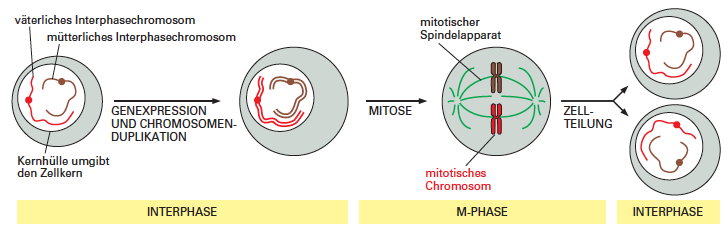 väterliches Interphasechromosom
mütterliches Interphasechromosom
GENEXPRESSION
UND CHROMOSOMEN-
DUPLIKATION
Kernhülle umgibt
den Zellkern
MITOSE
mitotischer
Spindelapparat
mitotisches
Chromosom
ZELL-
TEILUNG
INTERPHASE
M-PHASE
INTERPHASE